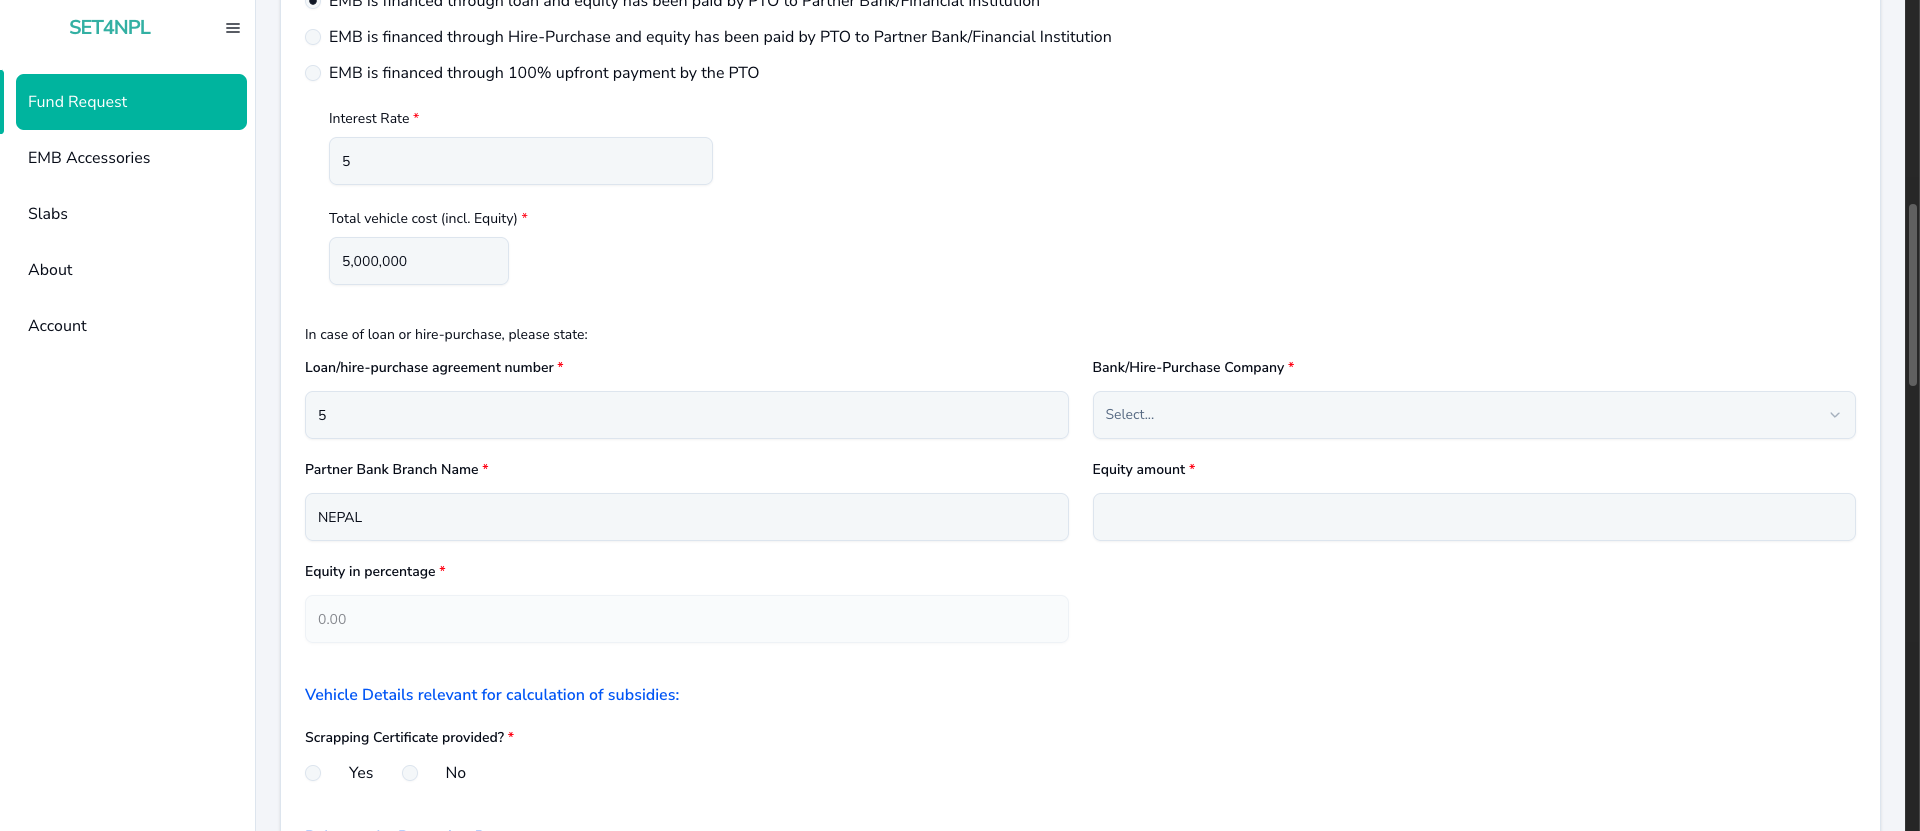 SET4NPL
Fund Request
EMB Accessories
Slabs
About
Account
EMB is financed through loan and equity has been paid by PTO to Partner Bank/Financial Institution
EMB is financed through Hire-Purchase and equity has been paid by PTO to Partner Bank/Financial Institution
EMB is financed through 100% upfront payment by the PTO
Interest Rate *
5
Total vehicle cost (incl. Equity) *
5,000,000
In case of loan or hire-purchase, please state:
Loan/hire-purchase agreement number *
5
Bank/Hire-Purchase Company *
Select...
Partner Bank Branch Name *
NEPAL
Equity amount *
Equity in percentage *
0.00
Vehicle Details relevant for calculation of subsidies:
Scrapping Certificate provided? *
Yes No